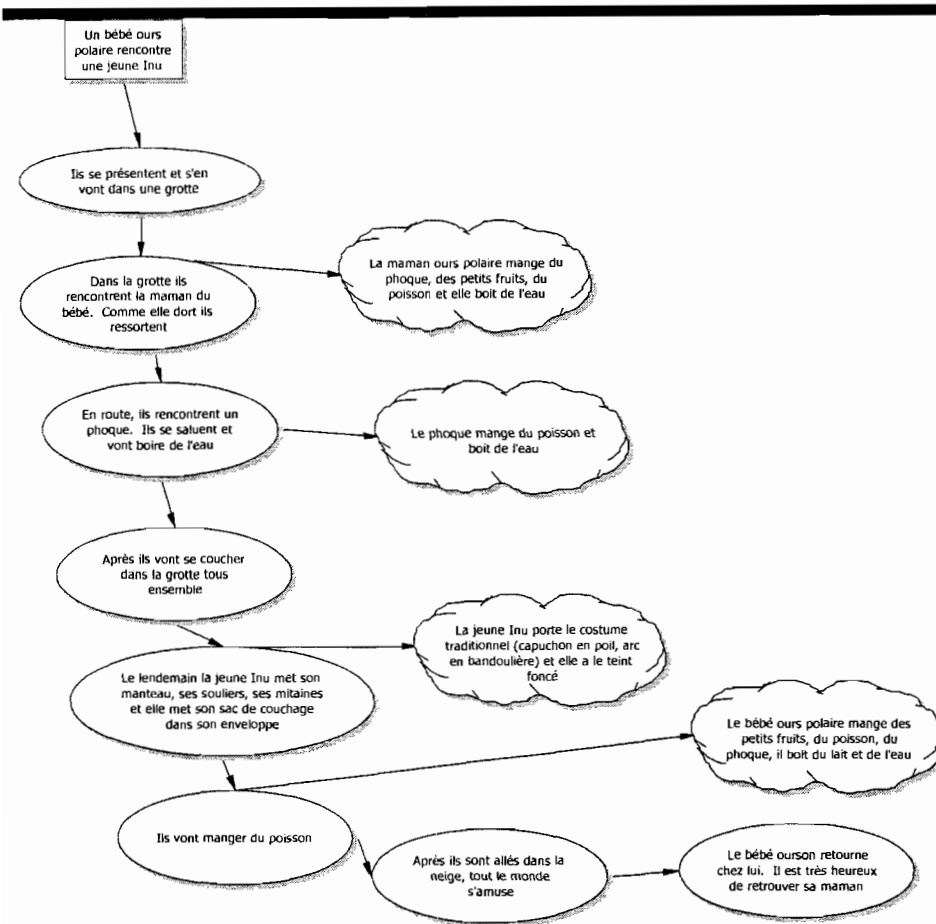 Un bébé ours
polaire rencontre
une jeune Inu
Ils se présentent et s'en
vont dans une grotte
Dans la grotte ils
rencontrent la maman du
bébé. Comme elle dort ils
ressortent
La maman ours polaire mange du
phoque, des petits fruits, du
poisson et elle boit de l'eau
En route, ils rencontrent un
phoque. Ils se saluent et
vont boire de l'eau
Le phoque mange du poisson et
boit de l'eau
Après ils vont se coucher
dans la grotte tous
ensemble
La jeune Inu porte le costume
traditionnel (capuchon en poil, arc
en bandoulière) et elle a le teint
foncé
Le lendemain la jeune Inu met son
manteau, ses souliers, ses mitaines
et elle met son sac de couchage
dans son enveloppe
Le bébé ours polaire mange des
petits fruits, du poisson, du
phoque, il boit du lait et de l'eau
Ils vont manger du poisson
Après ils sont allés dans la
neige, tout le monde
s'amuse
Le bébé ourson retourne
chez lui. Il est très heureux
de retrouver sa maman